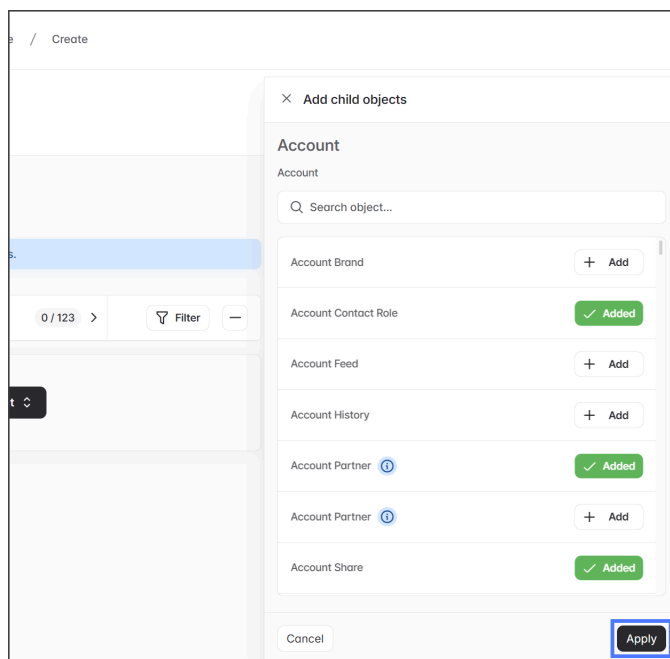 / Create
Add child objects
Account
Account
Search object...
s.
Account Brand
Add
Account Contact Role
Added
0 / 123
Filter
Account Feed
Add
t
Account History
Add
Account Partner
Added
Account Partner
Add
Account Share
Added
Cancel
Apply